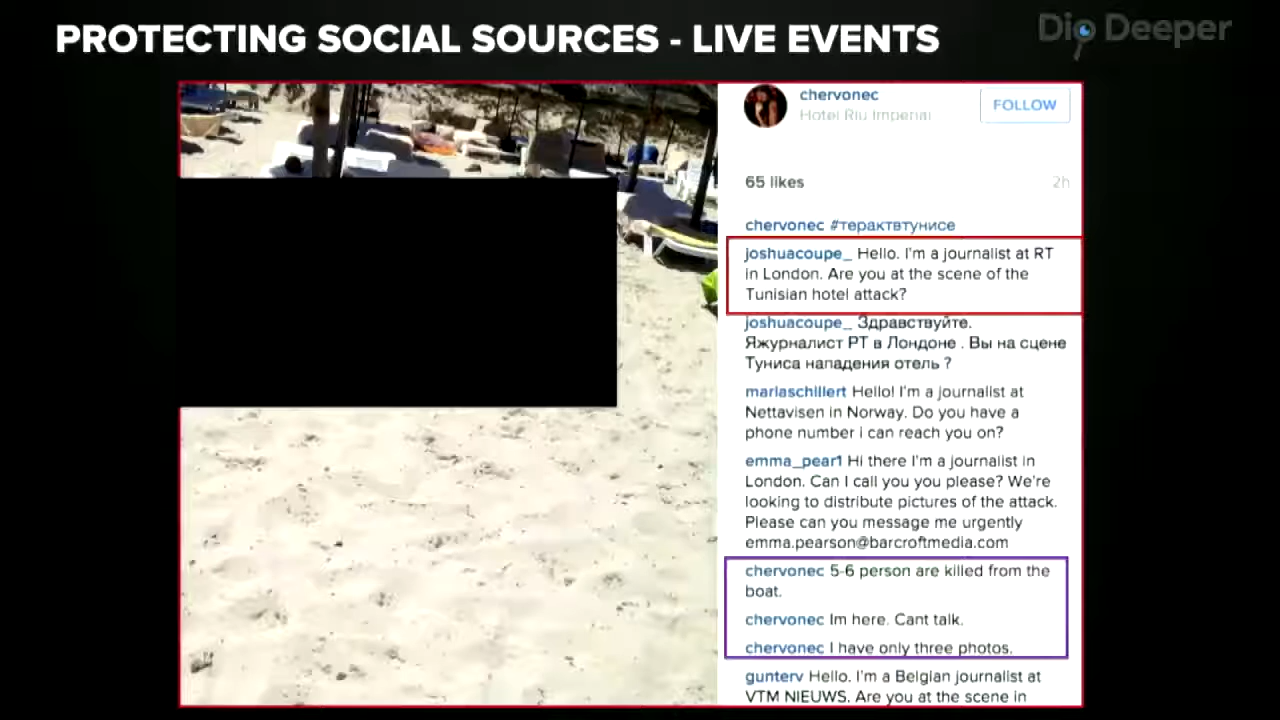 PROTECTING SOCIAL SOURCES - LIVE EVENTS
Dig Deeper
chervonec
Hotel Riu Imperial
FOLLOW
65 likes
2h
chervonec #терактвтунисе
joshuacoupe_ Hello. I'm a journalist at RT
in London. Are you at the scene of the
Tunisian hotel attack?
joshuacoupe_ Здравствуйте.
Яжурналист РТ в Лондоне . Вы на сцене
Туниса нападения отель ?
mariaschillert Hello! I'm a journalist at
Nettavisen in Norway. Do you have a
phone number i can reach you on?
emma_pear1 Hi there I'm a journalist in
London. Can I call you you please? We're
looking to distribute pictures of the attack.
Please can you message me urgently
emma.pearson@barcroftmedia.com
chervonec 5-6 person are killed from the
boat.
chervonec Im here. Cant talk.
chervonec I have only three photos.
gunterv Hello. I'm a Belgian journalist at
VTM NIEUWS. Are you at the scene in